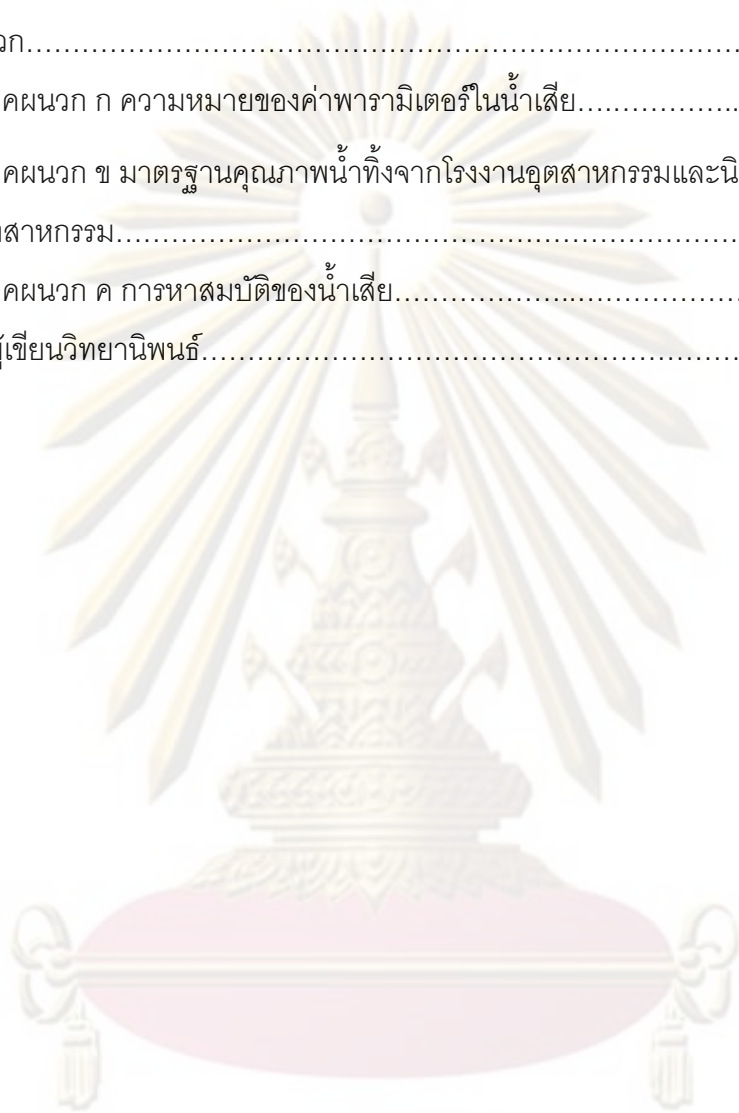 วก……………………………………………………………………
คผนวก ก ความหมายของค่าพารามิเตอร์ในน้ำเสีย……………...
คผนวก ข มาตรฐานคุณภาพน้ำทิ้งจากโรงงานอุตสาหกรรมและนิ
สาหกรรม……………………………………………………………
คผนวก ค การหาสมบัติของน้ำเสีย………………..………………
ผู้เขียนวิทยานิพนธ์…………………………………………………